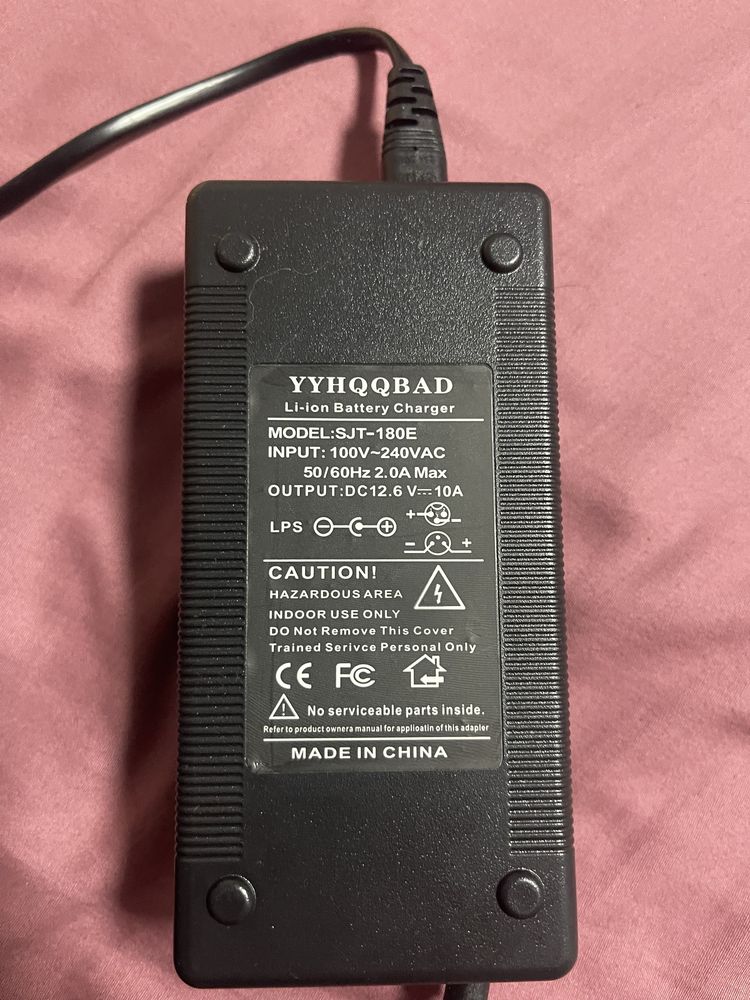 YYHQQBAD
Li-ion Battery Charger
MODEL:SJT-180E
INPUT: 100V~240VAC
50/60Hz 2.0A Max
OUTPUT:DC12.6 V⎓10A
LPS - + + - - +
CAUTION!
HAZARDOUS AREA
INDOOR USE ONLY
DO Not Remove This Cover
Trained Serivce Personal Only
CE FC
No serviceable parts inside.
Refer to product ownera manual for applioatin of this adapter
MADE IN CHINA